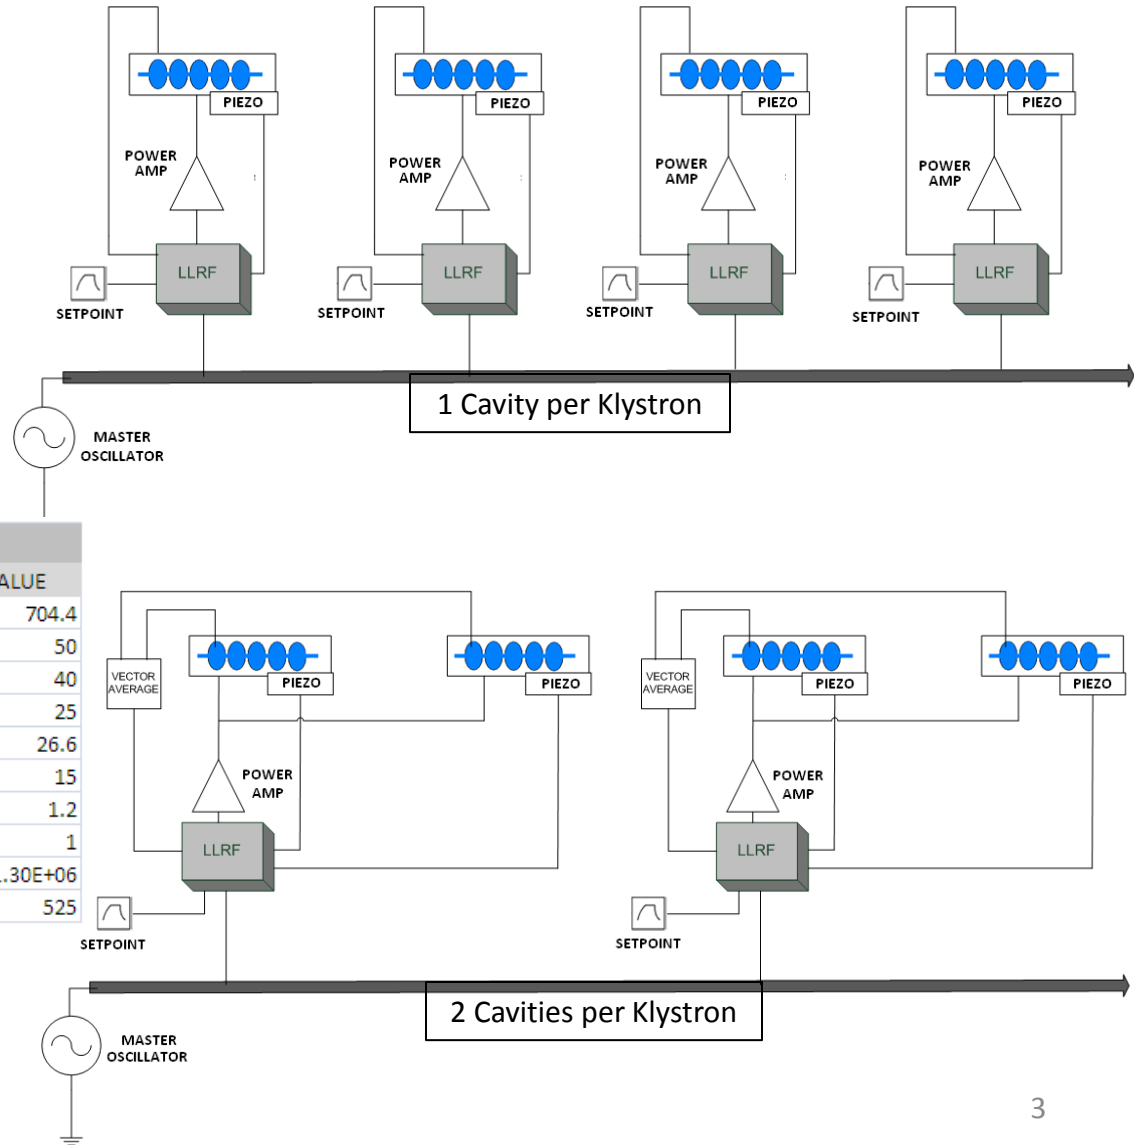 PIEZO
PIEZO
PIEZO
PIEZO
POWER
AMP
POWER
AMP
POWER
AMP
POWER
AMP
LLRF
LLRF
LLRF
LLRF
SETPOINT
SETPOINT
SETPOINT
SETPOINT
1 Cavity per Klystron
MASTER
OSCILLATOR
ALUE
704.4
50
40
25
26.6
15
1.2
1
.30E+06
525
VECTOR
AVERAGE
PIEZO
PIEZO
POWER
AMP
LLRF
SETPOINT
VECTOR
AVERAGE
PIEZO
PIEZO
POWER
AMP
LLRF
SETPOINT
2 Cavities per Klystron
MASTER
OSCILLATOR
3